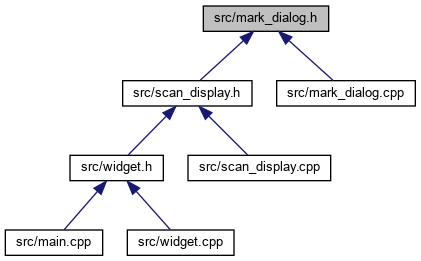 src/mark_dialog.h
src/scan_display.h
src/mark_dialog.cpp
src/widget.h
src/scan_display.cpp
src/main.cpp
src/widget.cpp